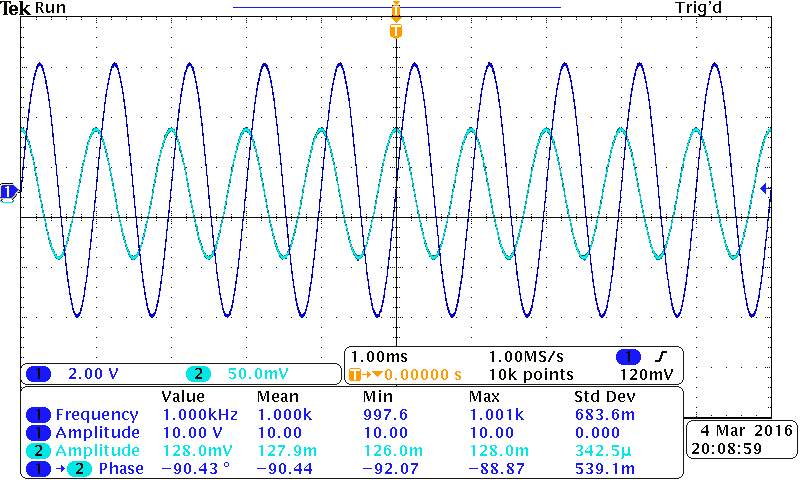 Tek Run Trig'd
T
T
1
1.00ms 1.00MS/s 1 
1 2.00 V 2 50.0mV T→▼0.00000 s 10k points 120mV
Value Mean Min Max Std Dev
1 Frequency 1.000kHz 1.000k 997.6 1.001k 683.6m
1 Amplitude 10.00 V 10.00 10.00 10.00 0.000
2 Amplitude 128.0mV 127.9m 126.0m 128.0m 342.5µ
1→2 Phase −90.43 ° −90.44 −92.07 −88.87 539.1m
4 Mar 2016
20:08:59